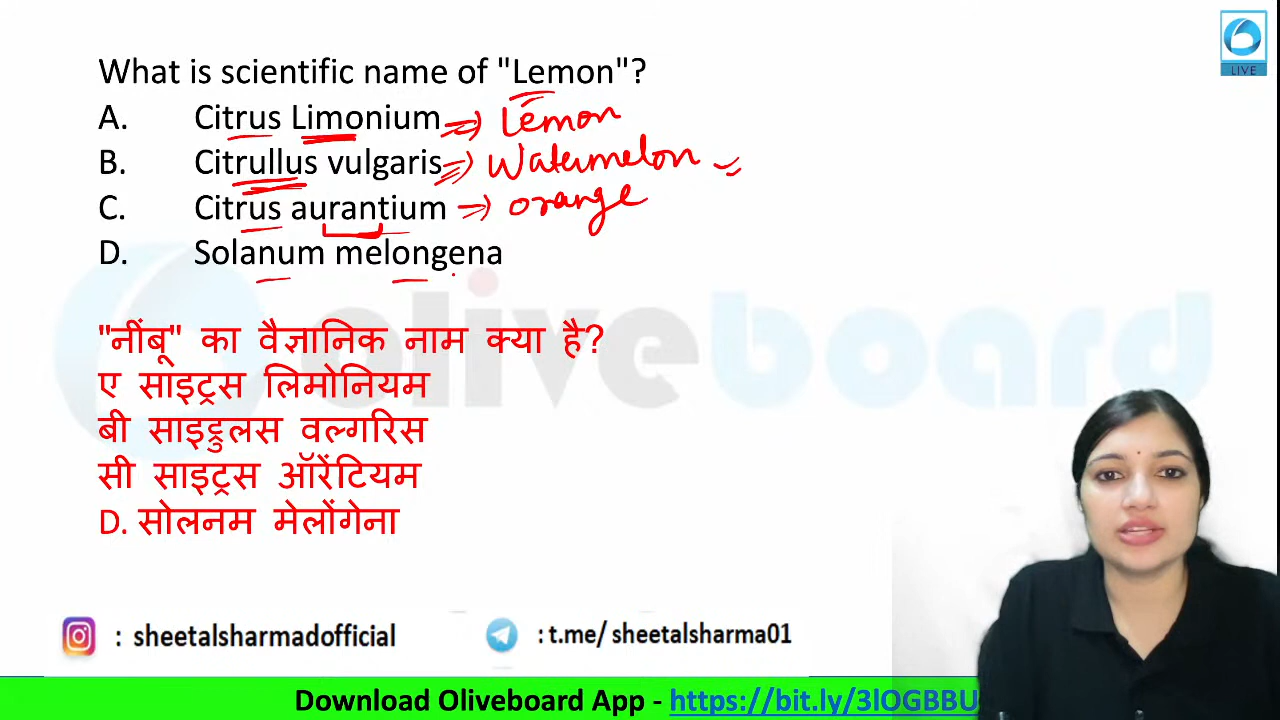 LIVE
What is scientific name of "Lemon"?
A. Citrus Limonium => Lemon
B. Citrullus vulgaris => Watermelon
C. Citrus aurantium => orange
D. Solanum melongena
oliveboard
"नींबू" का वैज्ञानिक नाम क्या है?
ए साइट्रस लिमोनियम
बी साइट्रुलस वल्गरिस
सी साइट्रस ऑरेंटियम
D. सोलनम मेलोंगेना
: sheetalsharmadofficial : t.me/ sheetalsharma01
Download Oliveboard App - https://bit.ly/3lOGBBU